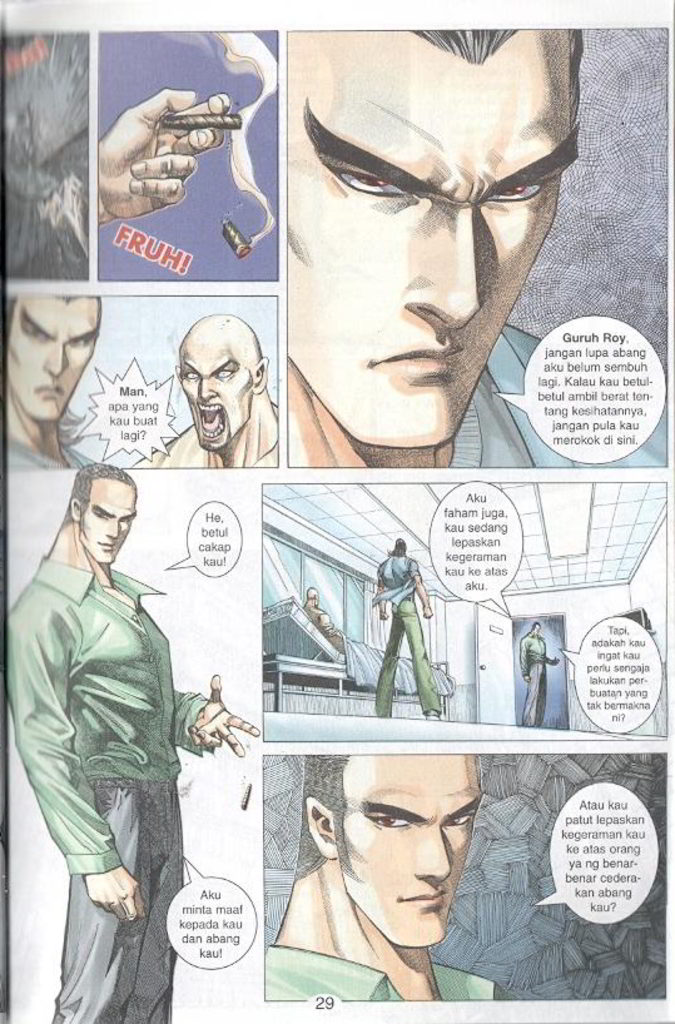 FRUH!
Guruh Roy,
jangan lupa abang
aku belum sembuh
lagi. Kalau kau betul-
betul ambil berat ten-
tang kesihatannya,
jangan pula kau
merokok di sini.
Man,
apa yang
kau buat
lagi?
He,
betul
cakap
kau!
Aku
faham juga,
kau sedang
lepaskan
kegeraman
kau ke atas
aku.
Tapi,
adakah kau
ingat kau
perlu sengaja
lakukan per-
buatan yang
tak bermoral
ni?
Aku
minta maaf
kepada kau
dan abang
kau!
Atau kau
patut lepaskan
kegeraman kau
ke atas orang
ya ng benar-
benar cedera-
kan abang
kau?
29